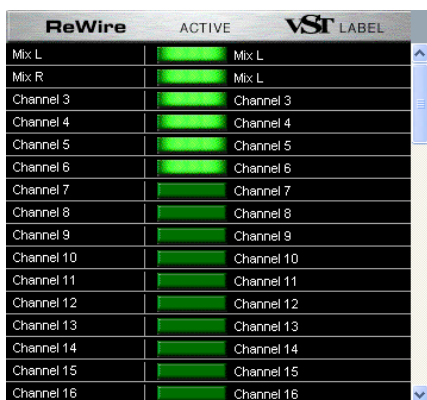 ReWire ACTIVE VST LABEL
Mix L Mix L
Mix R Mix L
Channel 3 Channel 3
Channel 4 Channel 4
Channel 5 Channel 5
Channel 6 Channel 6
Channel 7 Channel 7
Channel 8 Channel 8
Channel 9 Channel 9
Channel 10 Channel 10
Channel 11 Channel 11
Channel 12 Channel 12
Channel 13 Channel 13
Channel 14 Channel 14
Channel 15 Channel 15
Channel 16 Channel 16